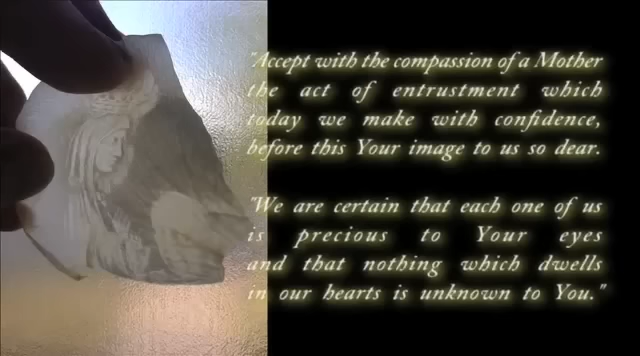 "Accept with the compassion of a Mother
the act of entrustment which
today we make with confidence,
before this Your image to us so dear.
"We are certain that each one of us
is precious to Your eyes
and that nothing which dwells
in our hearts is unknown to You."